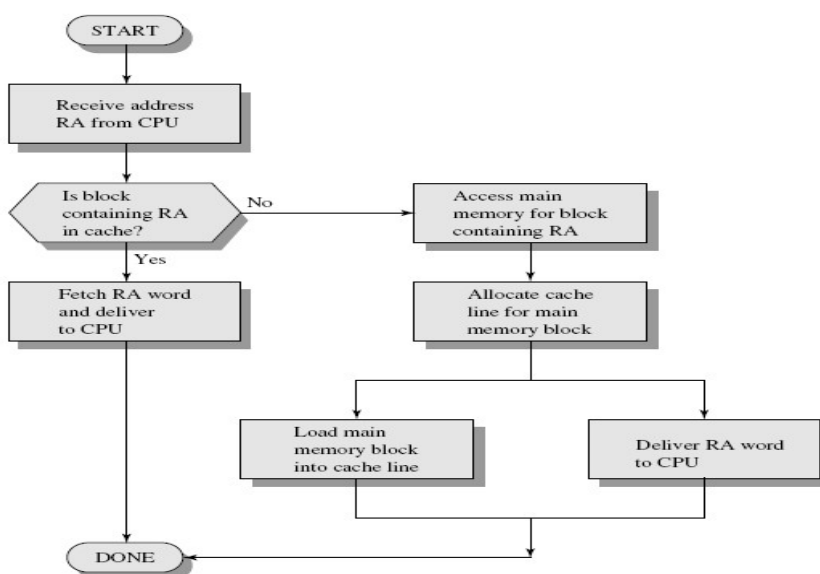 START
Receive address
RA from CPU
Is block
containing RA
in cache?
No
Access main
memory for block
containing RA
Yes
Fetch RA word
and deliver
to CPU
Allocate cache
line for main
memory block
Load main
memory block
into cache line
Deliver RA word
to CPU
DONE